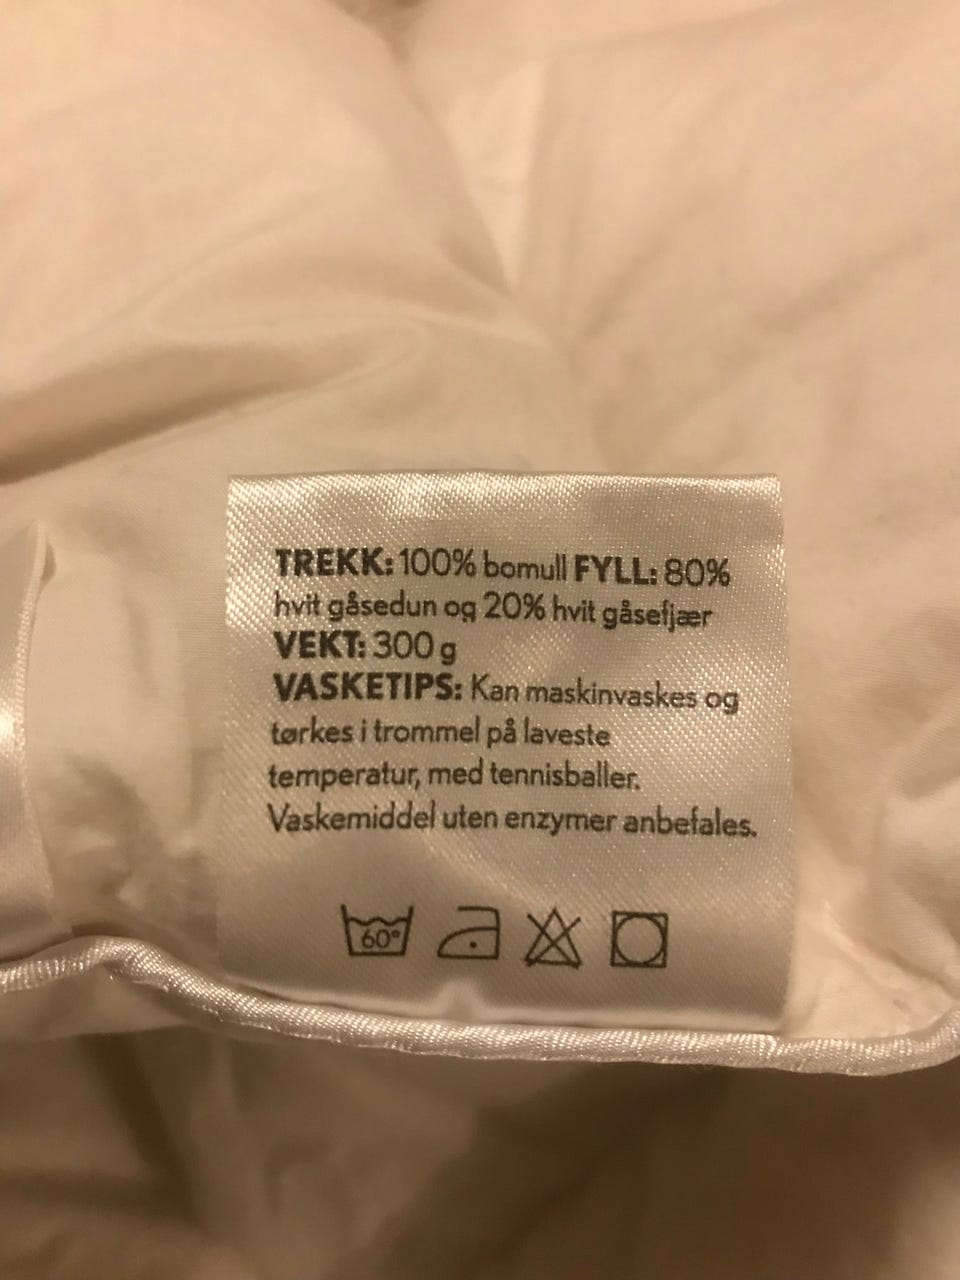 TREKK: 100% bomull FYLL: 80%
hvit gåsedun og 20% hvit gåsefjær
VEKT: 300 g
VASKETIPS: Kan maskinvaskes og
tørkes i trommel på laveste
temperatur, med tennisballer.
Vaskemiddel uten enzymer anbefales.
60°